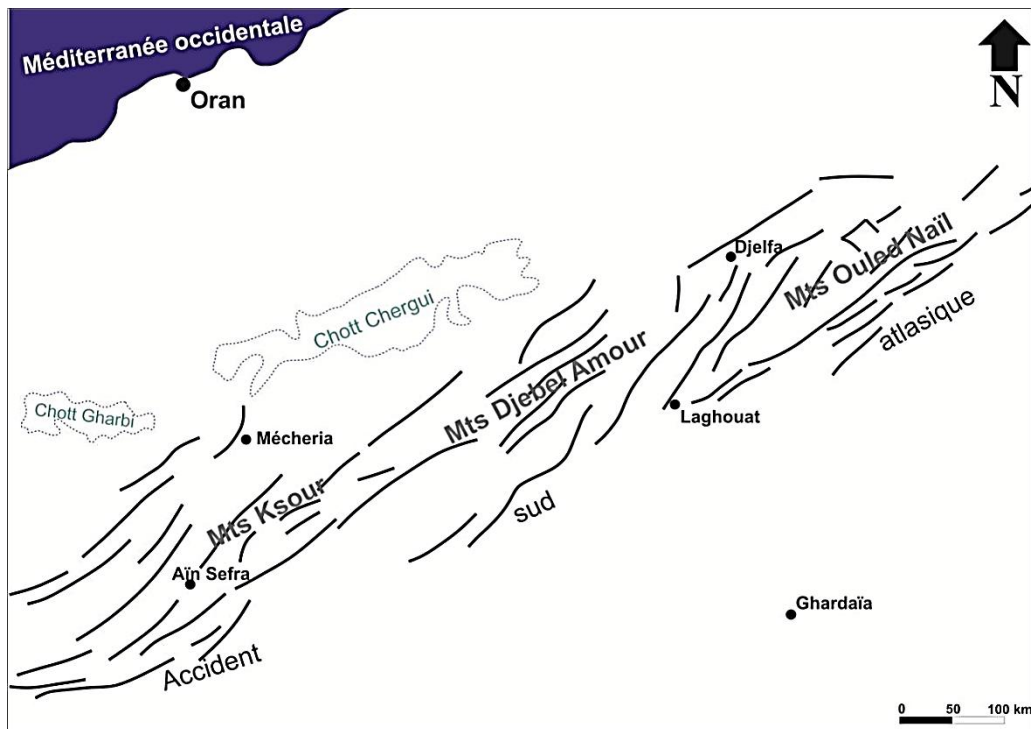 Méditerranée occidentale
Oran
N
Djelfa
Mts Ouled Naïl
Chott Chergui
atlasique
Mts Djebel Amour
Chott Gharbi
Laghouat
Mécheria
Mts Ksour
sud
Aïn Sefra
Ghardaïa
Accident
0 50 100 km